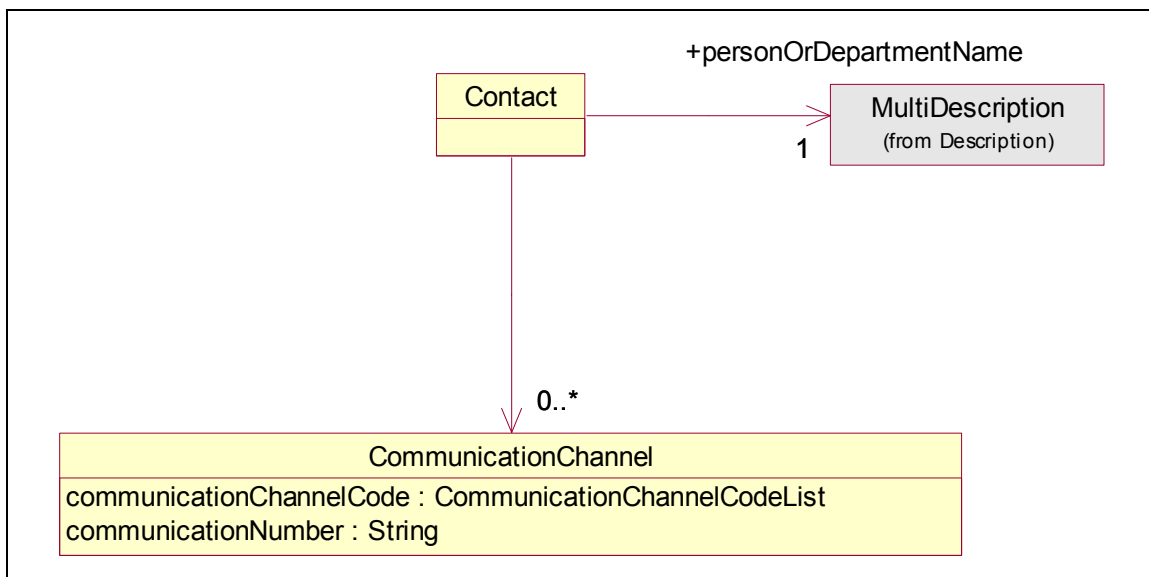 +personOrDepartmentName
Contact
MultiDescription
(from Description)
1
0..*
CommunicationChannel
communicationChannelCode : CommunicationChannelCodeList
communicationNumber : String